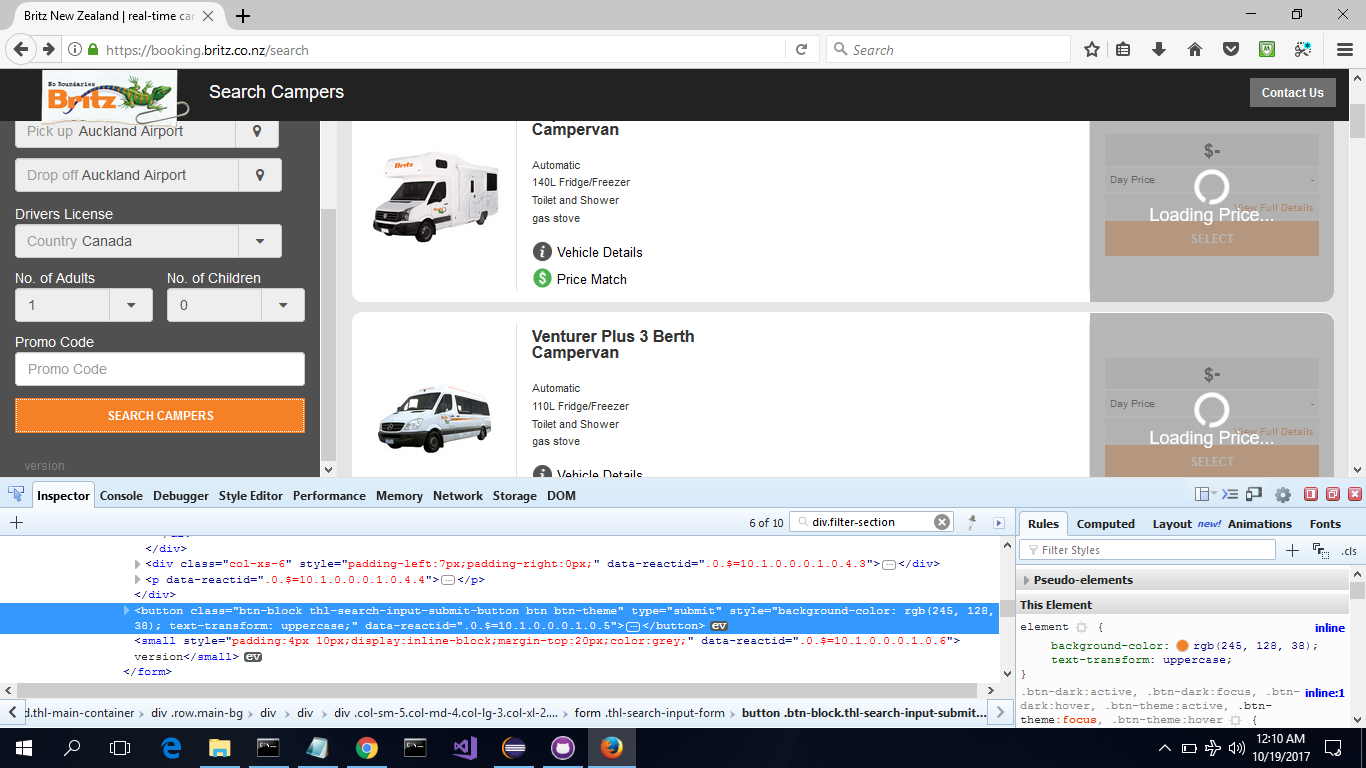 Britz New Zealand | real-time car
https://booking.britz.co.nz/search
Search
No Boundaries
Britz
Search Campers
Contact Us
Pick up Auckland Airport
Drop off Auckland Airport
Drivers License
Country Canada
No. of Adults
No. of Children
1
0
Promo Code
Promo Code
SEARCH CAMPERS
version
Campervan
Automatic
140L Fridge/Freezer
Toilet and Shower
gas stove
Vehicle Details
Price Match
$-
Day Price -
View Full Details
Loading Price...
SELECT
Venturer Plus 3 Berth
Campervan
Automatic
110L Fridge/Freezer
Toilet and Shower
gas stove
Vehicle Details
$-
Day Price -
View Full Details
Loading Price...
SELECT
Inspector Console Debugger Style Editor Performance Memory Network Storage DOM
6 of 10
div.filter-section
</div>
<div class="col-xs-6" style="padding-left:7px;padding-right:0px;" data-reactid=".0.$=10.1.0.0.0.1.0.4.3"></div>
<p data-reactid=".0.$=10.1.0.0.0.1.0.4.4"></p>
</div>
<button class="btn-block thl-search-input-submit-button btn btn-theme" type="submit" style="background-color: rgb(245, 128,
38); text-transform: uppercase;" data-reactid=".0.$=10.1.0.0.0.1.0.5"></button> ev
<small style="padding:4px 10px;display:inline-block;margin-top:20px;color:grey;" data-reactid=".0.$=10.1.0.0.0.1.0.6">
version</small> ev
</form>
d.thl-main-container div .row.main-bg div div div .col-sm-5.col-md-4.col-lg-3.col-xl-2.... form .thl-search-input-form button .btn-block.thl-search-input-submit...
Rules Computed Layout new! Animations Fonts
Filter Styles
.cls
Pseudo-elements
This Element
element { inline
background-color: rgb(245, 128, 38);
text-transform: uppercase;
}
.btn-dark:active, .btn-dark:focus, .btn- inline:1
dark:hover, .btn-theme:active, .btn-
theme:focus, .btn-theme:hover {
12:10 AM
10/19/2017